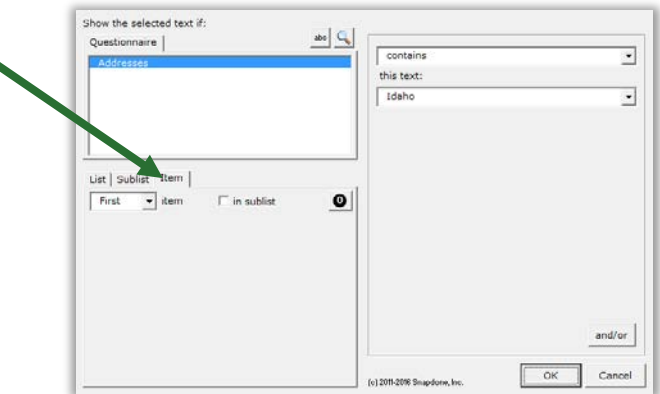 Show the selected text if:
Questionnaire
abc
Addresses
contains
this text:
Idaho
List Sublist Item
First item in sublist
0
and/or
OK Cancel
(c) 2011-2016 Snapdone, Inc.